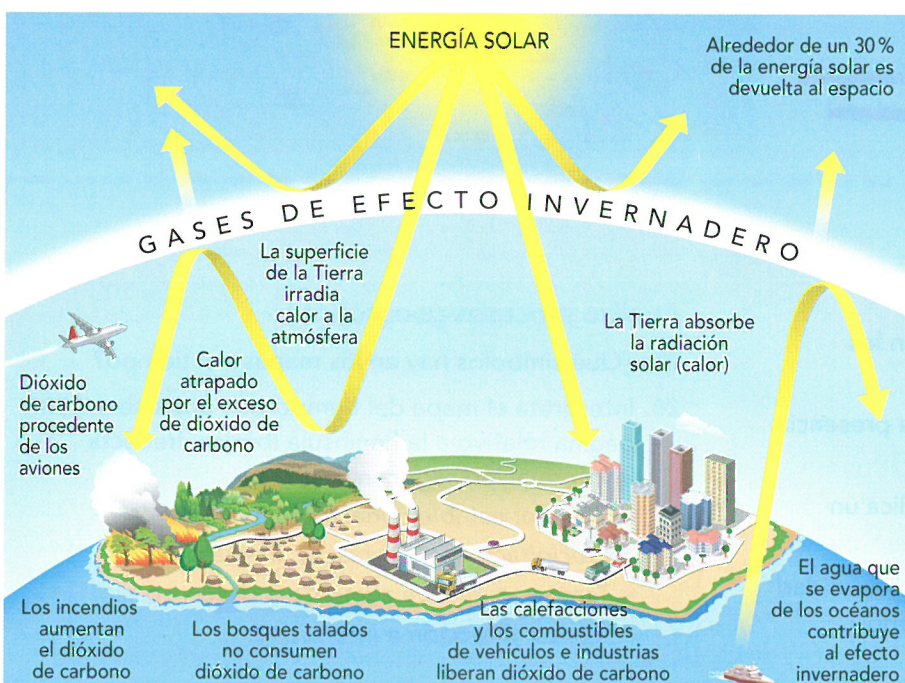 ENERGÍA SOLAR
Alrededor de un 30 %
de la energía solar es
devuelta al espacio
GASES DE EFECTO INVERNADERO
La superficie
de la Tierra
irradia
calor a la
atmósfera
La Tierra absorbe
la radiación
solar (calor)
Dióxido
de carbono
procedente
de los
aviones
Calor
atrapado
por el exceso
de dióxido de
carbono
Los incendios
aumentan
el dióxido
de carbono
Los bosques talados
no consumen
dióxido de carbono
Las calefacciones
y los combustibles
de vehículos e industrias
liberan dióxido de carbono
El agua que
se evapora
de los océanos
contribuye
al efecto
invernadero